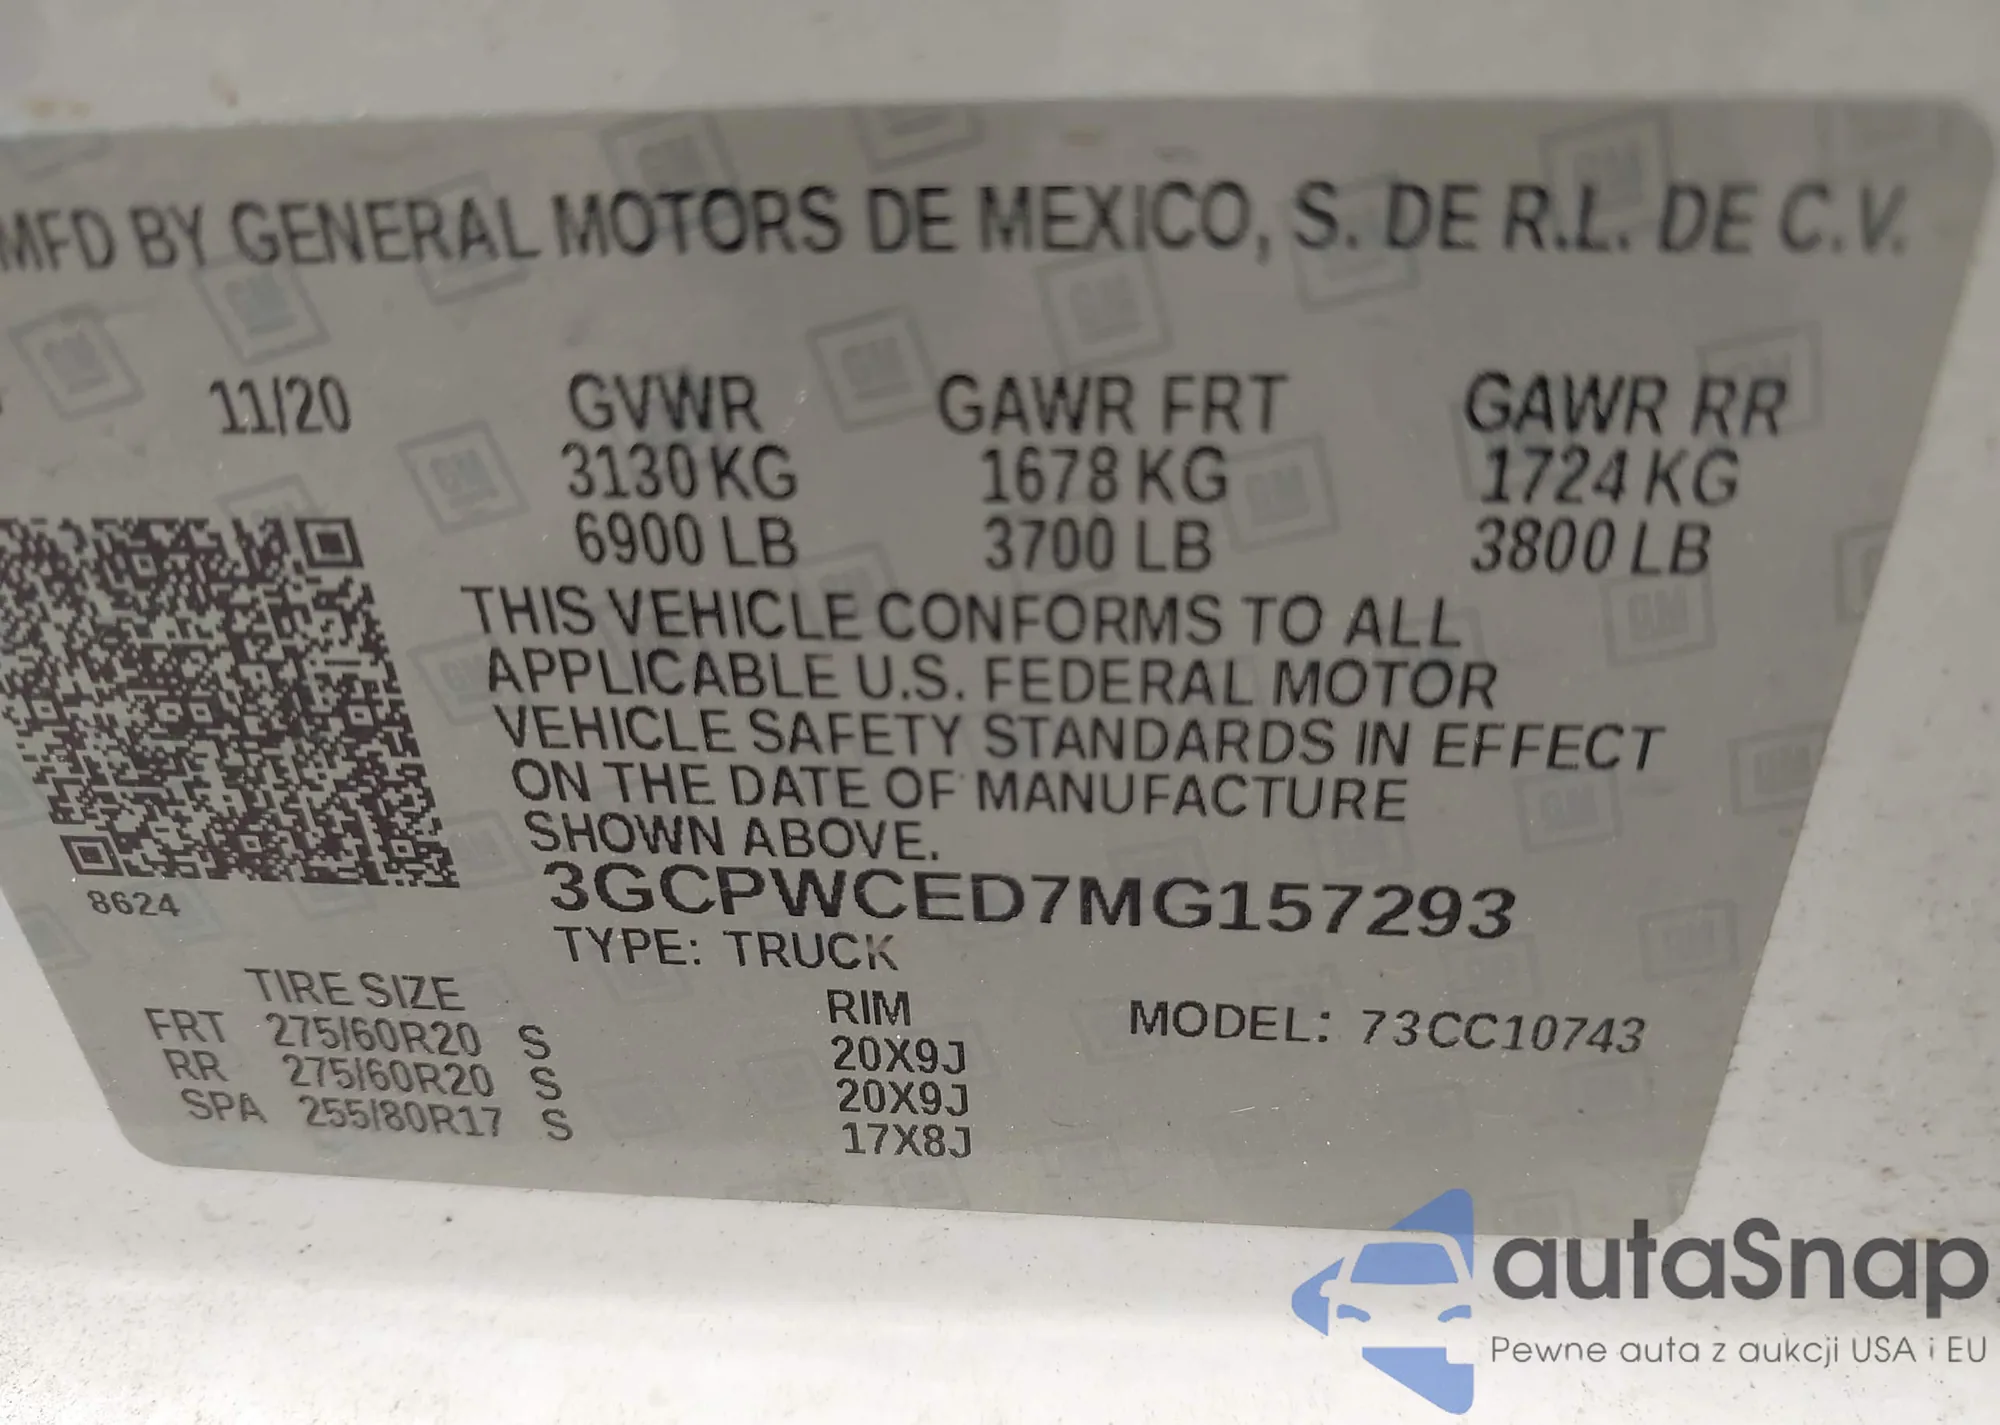 MFD BY GENERAL MOTORS DE MEXICO, S. DE R.L. DE C.V.
11/20 GVWR GAWR FRT GAWR RR
3130 KG 1678 KG 1724 KG
6900 LB 3700 LB 3800 LB
THIS VEHICLE CONFORMS TO ALL
APPLICABLE U.S. FEDERAL MOTOR
VEHICLE SAFETY STANDARDS IN EFFECT
ON THE DATE OF MANUFACTURE
SHOWN ABOVE.
8624
3GCPWCED7MG157293
TYPE: TRUCK
TIRE SIZE RIM MODEL: 73CC10743
FRT 275/60R20 S 20X9J
RR 275/60R20 S 20X9J
SPA 255/80R17 S 17X8J
autaSnap
Pewne auta z aukcji USA i EU